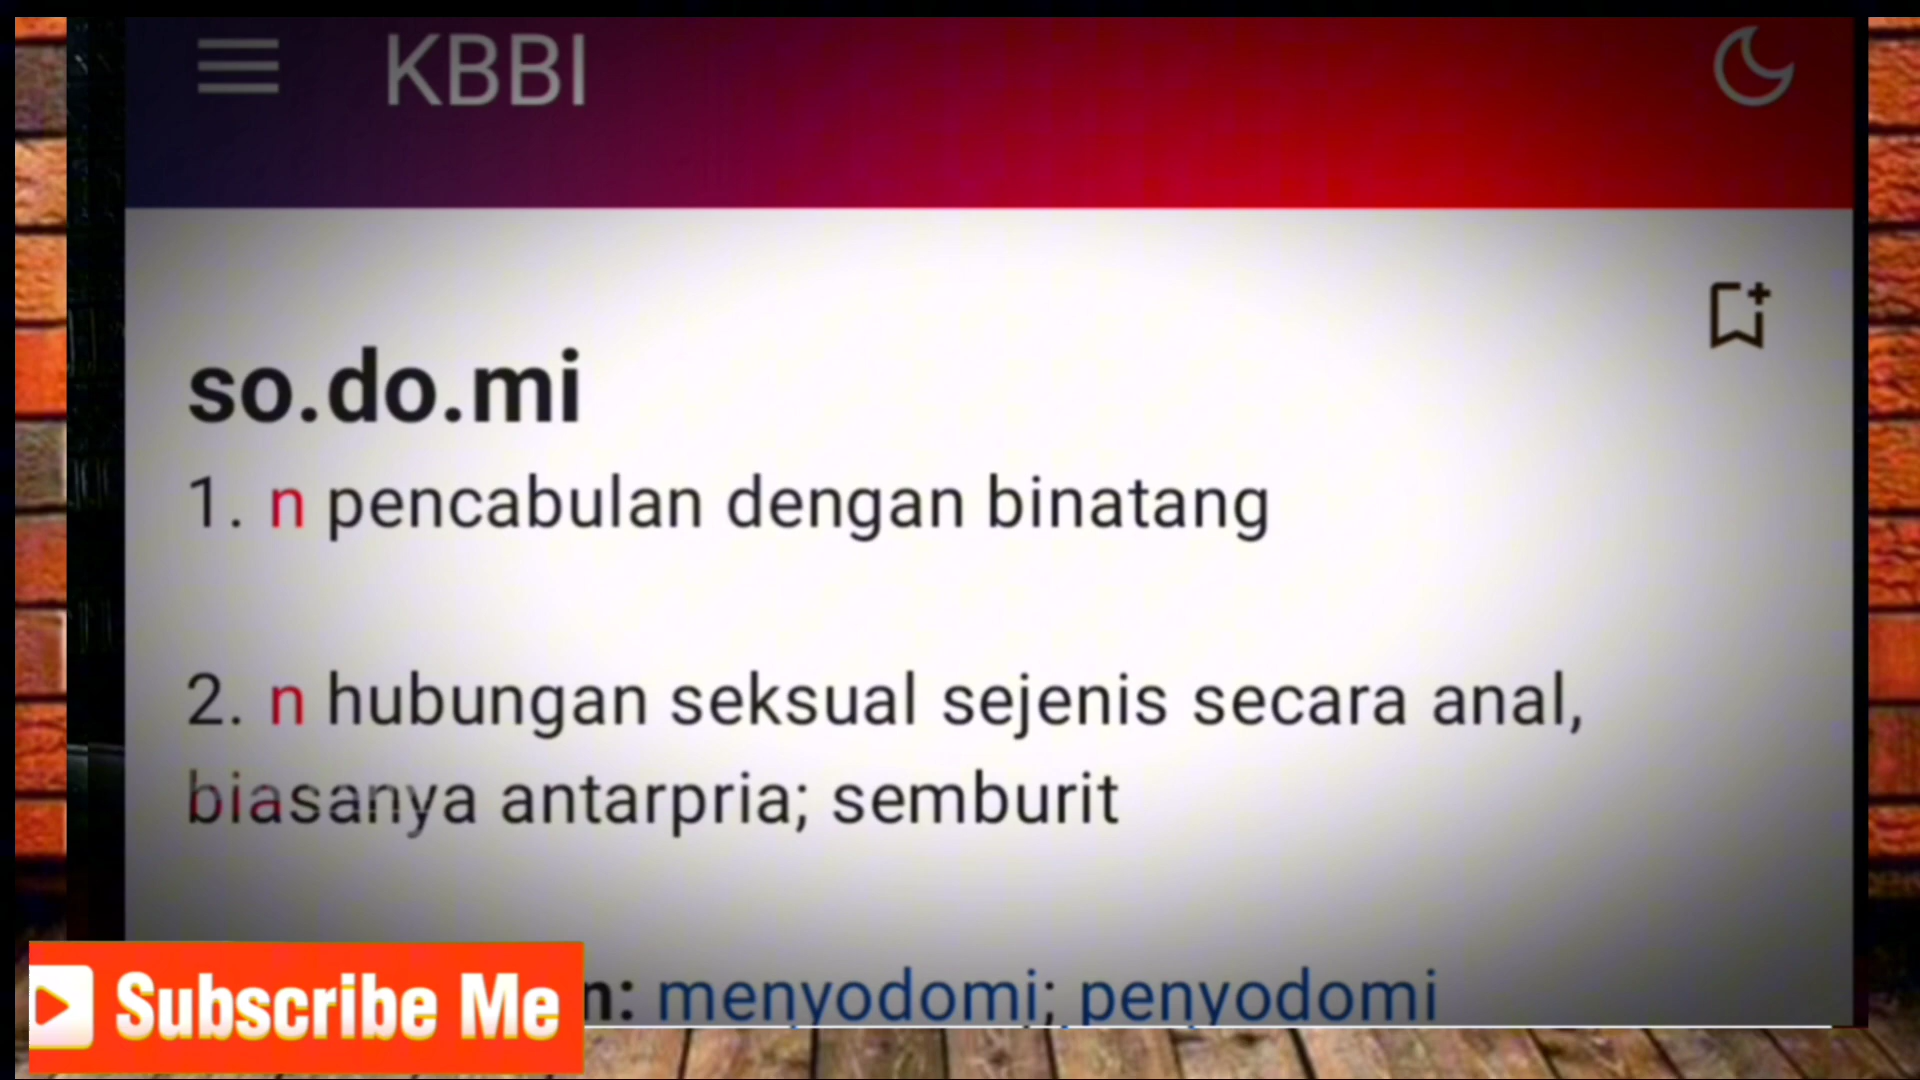 KBBI
so.do.mi
1. n pencabulan dengan binatang
2. n hubungan seksual sejenis secara anal,
biasanya antarpria; semburit
n: menyodomi; penyodomi
Subscribe Me